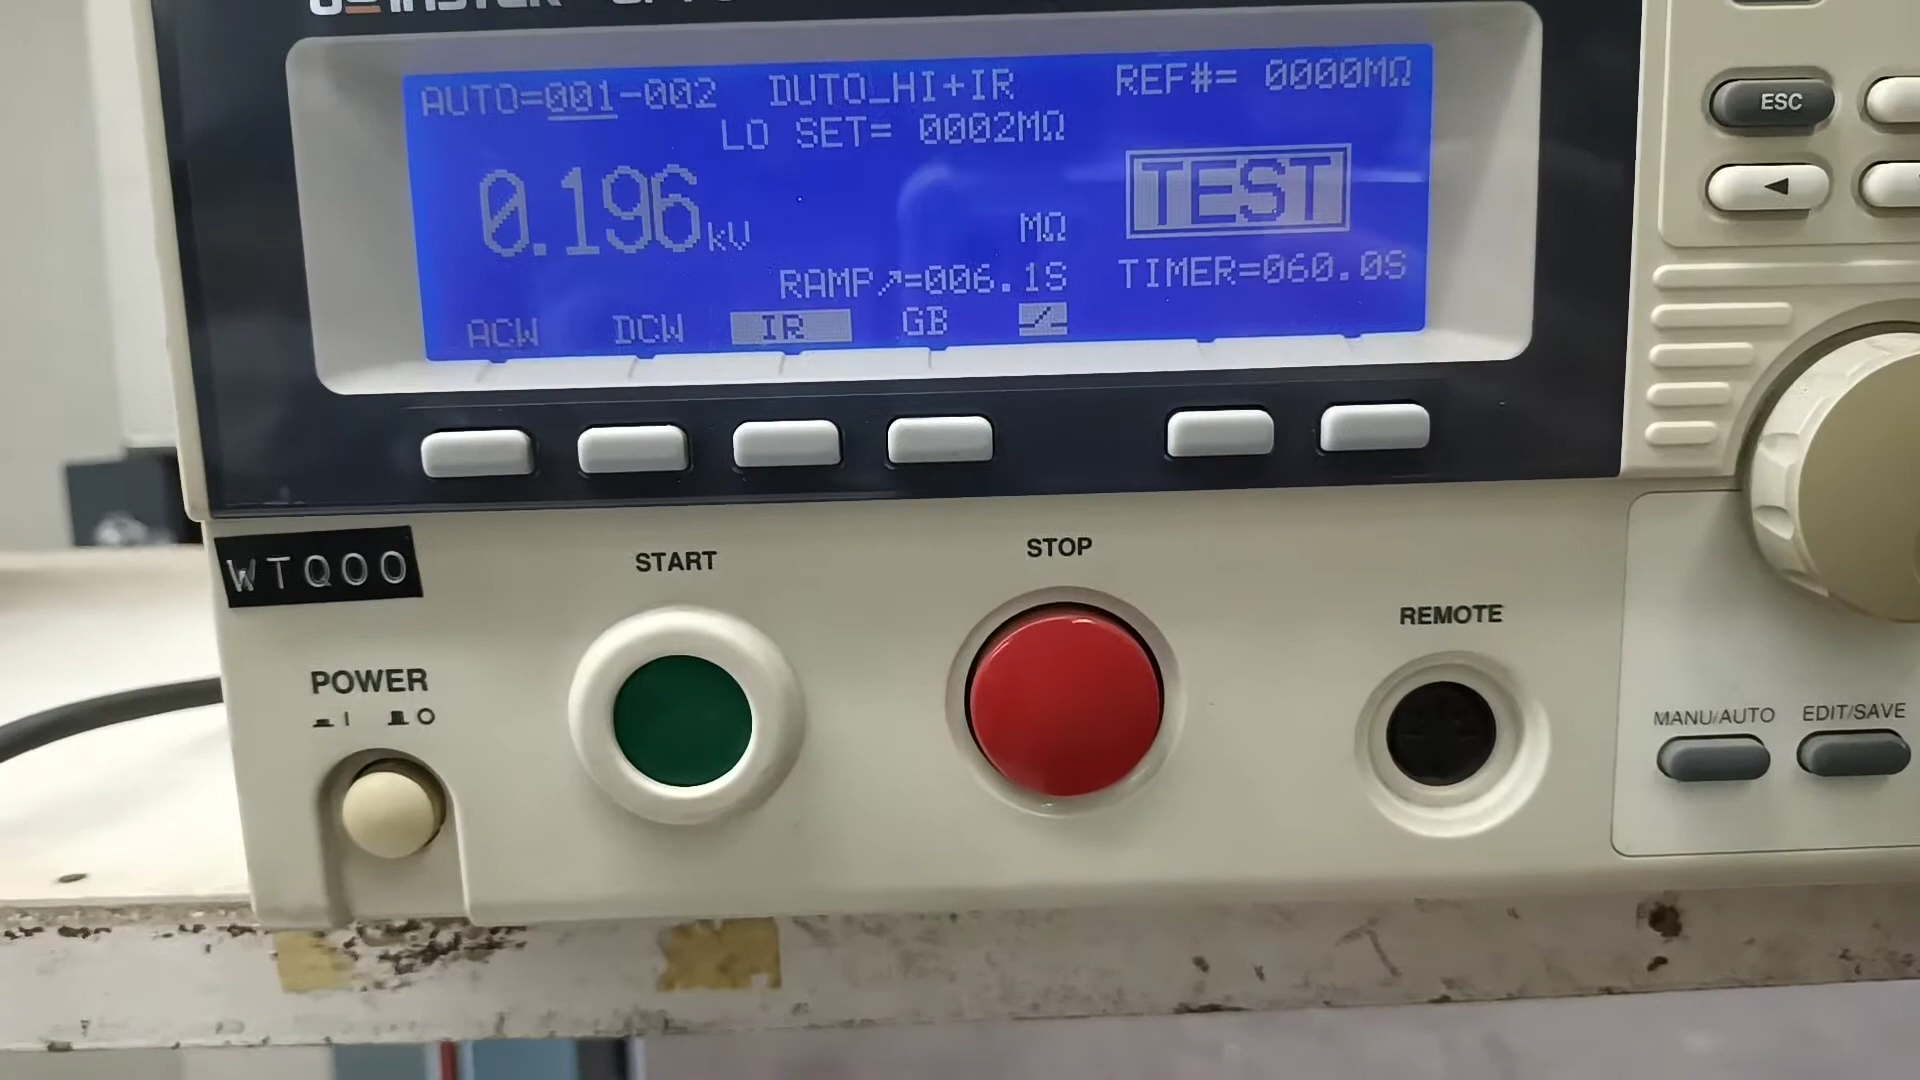 AUTO=001-002 DUTO_HI+IR REF#= 0000MΩ
LO SET= 0002MΩ
0.196kV MΩ TEST
RAMP↗=006.1S TIMER=060.0S
ACW DCW IR GB
ESC
WTQ00
START
STOP
REMOTE
POWER
MANU/AUTO EDIT/SAVE